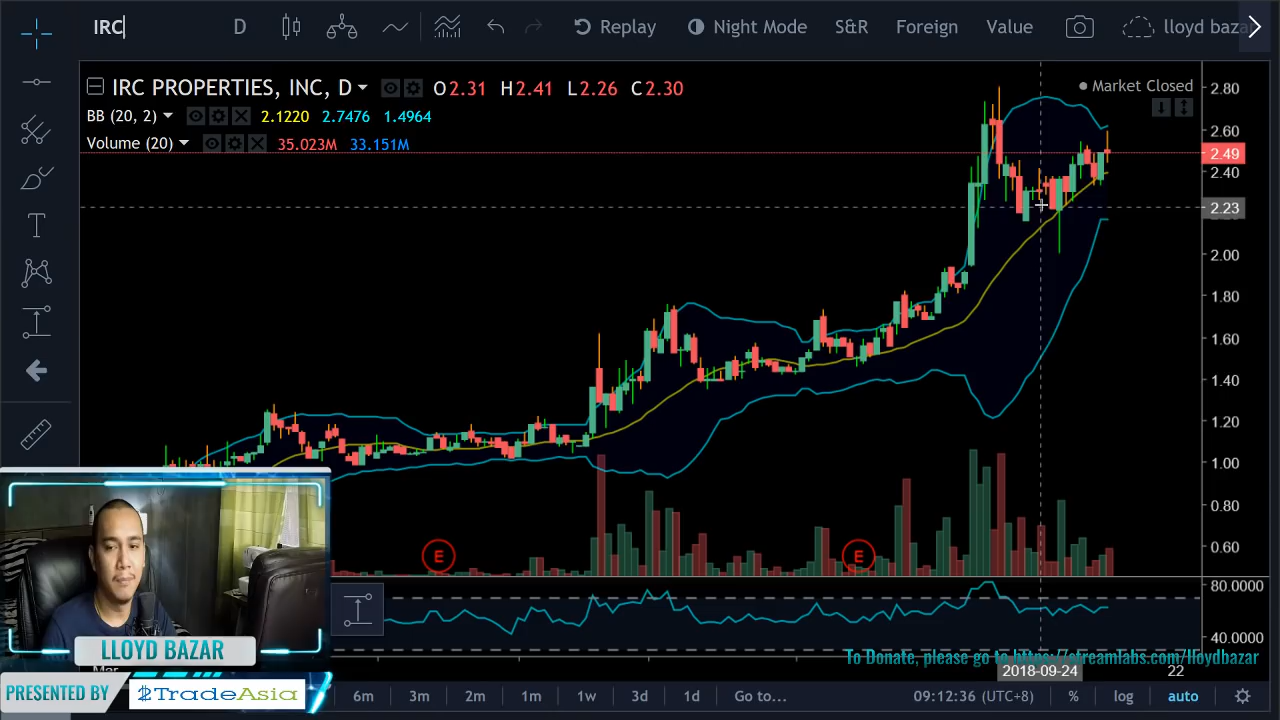 IRC D Replay Night Mode S&R Foreign Value lloyd baza
IRC PROPERTIES, INC, D O2.31 H2.41 L2.26 C2.30
Market Closed
BB (20, 2) 2.1220 2.7476 1.4964
Volume (20) 35.023M 33.151M
2.80
2.60
2.49
2.40
2.23
2.00
1.80
1.60
1.40
1.20
1.00
0.80
0.60
E E
80.0000
40.0000
T
LLOYD BAZAR
To Donate, please go to https://streamlabs.com/lloydbazar
Mar 2018-09-24 22
PRESENTED BY $TradeAsia
6m 3m 2m 1m 1w 3d 1d Go to... 09:12:36 (UTC+8) % log auto